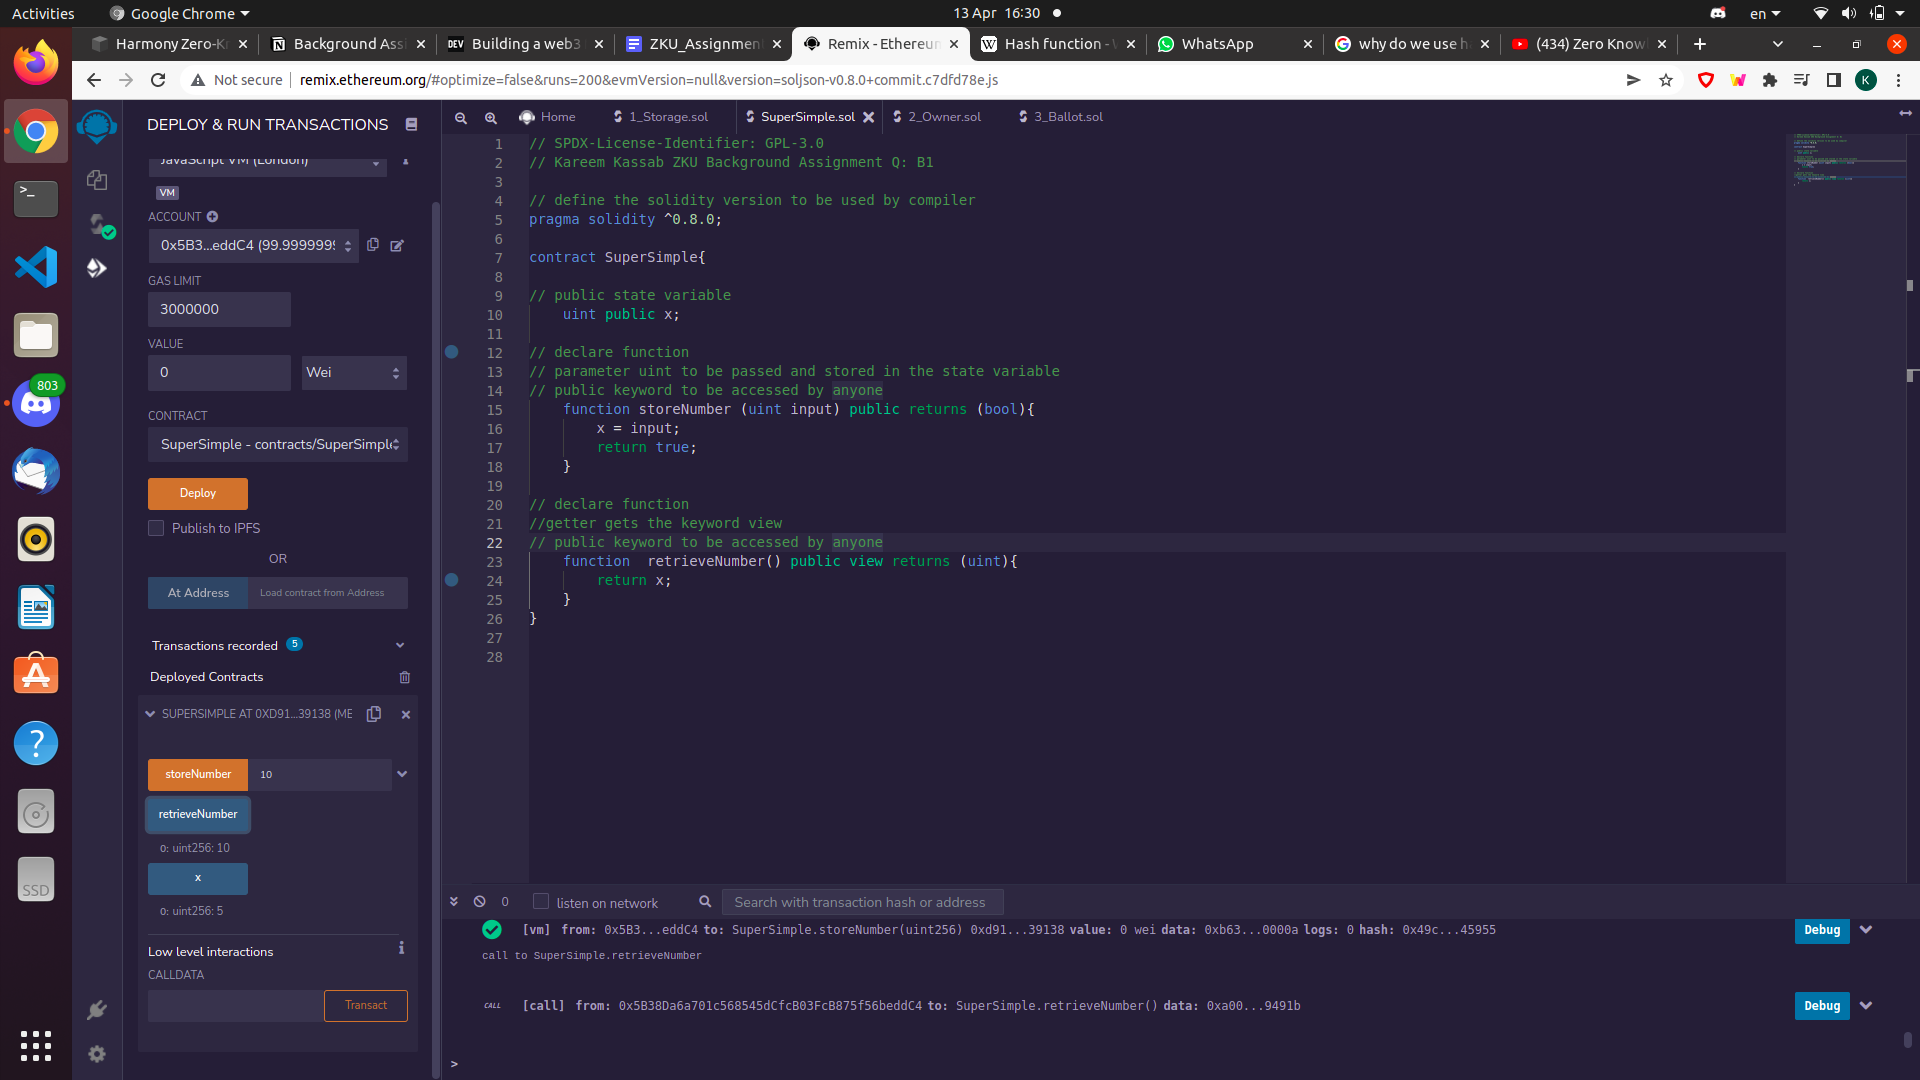 Activities
Google Chrome
13 Apr 16:30
en
Harmony Zero-K
Background Ass
DEV
Building a web3
ZKU_Assignmen
Remix - Ethereum
W
Hash function - W
WhatsApp
why do we use h
(434) Zero Know
Not secure
remix.ethereum.org/#optimize=false&runs=200&evmVersion=null&version=soljson-v0.8.0+commit.c7dfd78e.js
K
DEPLOY & RUN TRANSACTIONS
JavaScript VM (London)
VM
ACCOUNT
0x5B3...eddC4 (99.9999999
GAS LIMIT
3000000
VALUE
0
Wei
CONTRACT
SuperSimple - contracts/SuperSimple
Deploy
Publish to IPFS
OR
At Address
Load contract from Address
Transactions recorded 5
Deployed Contracts
SUPERSIMPLE AT 0XD91...39138 (ME
storeNumber
10
retrieveNumber
0: uint256: 10
x
0: uint256: 5
Low level interactions
CALLDATA
Transact
803
SSD
Home
1_Storage.sol
SuperSimple.sol
2_Owner.sol
3_Ballot.sol
1 // SPDX-License-Identifier: GPL-3.0
2 // Kareem Kassab ZKU Background Assignment Q: B1
3
4 // define the solidity version to be used by compiler
5 pragma solidity ^0.8.0;
6
7 contract SuperSimple{
8
9 // public state variable
10 uint public x;
11
12 // declare function
13 // parameter uint to be passed and stored in the state variable
14 // public keyword to be accessed by anyone
15 function storeNumber (uint input) public returns (bool){
16 x = input;
17 return true;
18 }
19
20 // declare function
21 //getter gets the keyword view
22 // public keyword to be accessed by anyone
23 function  retrieveNumber() public view returns (uint){
24 return x;
25 }
26 }
27
28
0
listen on network
Search with transaction hash or address
[vm] from: 0x5B3...eddC4 to: SuperSimple.storeNumber(uint256) 0xd91...39138 value: 0 wei data: 0xb63...0000a logs: 0 hash: 0x49c...45955
Debug
call to SuperSimple.retrieveNumber
CALL [call] from: 0x5B38Da6a701c568545dCfcB03FcB875f56beddC4 to: SuperSimple.retrieveNumber() data: 0xa00...9491b
Debug
>